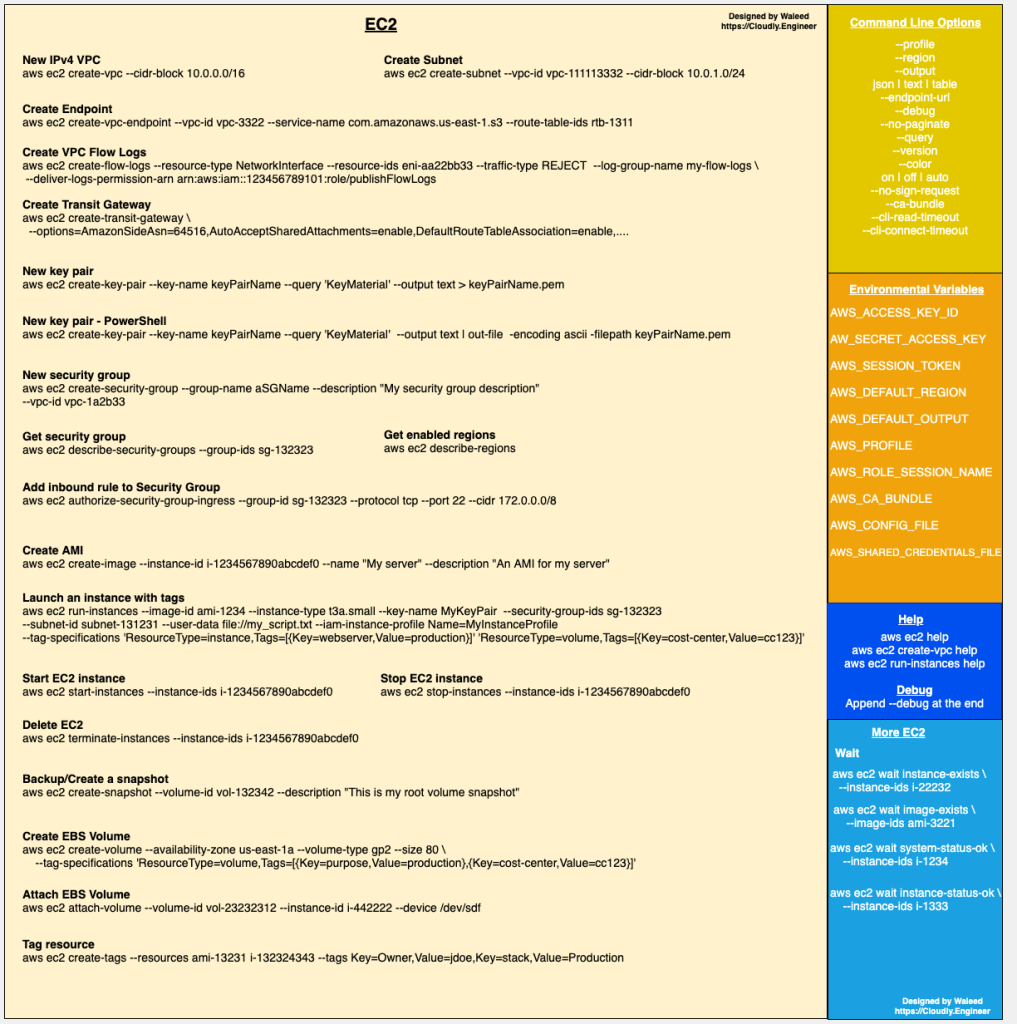 EC2
Designed by Waleed
https://Cloudly.Engineer
New IPv4 VPC
aws ec2 create-vpc --cidr-block 10.0.0.0/16
Create Subnet
aws ec2 create-subnet --vpc-id vpc-111113332 --cidr-block 10.0.1.0/24
Create Endpoint
aws ec2 create-vpc-endpoint --vpc-id vpc-3322 --service-name com.amazonaws.us-east-1.s3 --route-table-ids rtb-1311
Create VPC Flow Logs
aws ec2 create-flow-logs --resource-type NetworkInterface --resource-ids eni-aa22bb33 --traffic-type REJECT  --log-group-name my-flow-logs \
--deliver-logs-permission-arn arn:aws:iam::123456789101:role/publishFlowLogs
Create Transit Gateway
aws ec2 create-transit-gateway \
--options=AmazonSideAsn=64516,AutoAcceptSharedAttachments=enable,DefaultRouteTableAssociation=enable,....
New key pair
aws ec2 create-key-pair --key-name keyPairName --query 'KeyMaterial' --output text > keyPairName.pem
New key pair - PowerShell
aws ec2 create-key-pair --key-name keyPairName --query 'KeyMaterial'  --output text | out-file  -encoding ascii -filepath keyPairName.pem
New security group
aws ec2 create-security-group --group-name aSGName --description "My security group description"
--vpc-id vpc-1a2b33
Get security group
aws ec2 describe-security-groups --group-ids sg-132323
Get enabled regions
aws ec2 describe-regions
Add inbound rule to Security Group
aws ec2 authorize-security-group-ingress --group-id sg-132323 --protocol tcp --port 22 --cidr 172.0.0.0/8
Create AMI
aws ec2 create-image --instance-id i-1234567890abcdef0 --name "My server" --description "An AMI for my server"
Launch an instance with tags
aws ec2 run-instances --image-id ami-1234 --instance-type t3a.small --key-name MyKeyPair  --security-group-ids sg-132323
--subnet-id subnet-131231 --user-data file://my_script.txt --iam-instance-profile Name=MyInstanceProfile
--tag-specifications 'ResourceType=instance,Tags=[{Key=webserver,Value=production}]' 'ResourceType=volume,Tags=[{Key=cost-center,Value=cc123}]'
Start EC2 instance
aws ec2 start-instances --instance-ids i-1234567890abcdef0
Stop EC2 instance
aws ec2 stop-instances --instance-ids i-1234567890abcdef0
Delete EC2
aws ec2 terminate-instances --instance-ids i-1234567890abcdef0
Backup/Create a snapshot
aws ec2 create-snapshot --volume-id vol-132342 --description "This is my root volume snapshot"
Create EBS Volume
aws ec2 create-volume --availability-zone us-east-1a --volume-type gp2 --size 80 \
--tag-specifications 'ResourceType=volume,Tags=[{Key=purpose,Value=production},{Key=cost-center,Value=cc123}]'
Attach EBS Volume
aws ec2 attach-volume --volume-id vol-23232312 --instance-id i-442222 --device /dev/sdf
Tag resource
aws ec2 create-tags --resources ami-13231 i-132324343 --tags Key=Owner,Value=jdoe,Key=stack,Value=Production
Command Line Options
--profile
--region
--output
json | text | table
--endpoint-url
--debug
--no-paginate
--query
--version
--color
on | off | auto
--no-sign-request
--ca-bundle
--cli-read-timeout
--cli-connect-timeout
Environmental Variables
AWS_ACCESS_KEY_ID
AW_SECRET_ACCESS_KEY
AWS_SESSION_TOKEN
AWS_DEFAULT_REGION
AWS_DEFAULT_OUTPUT
AWS_PROFILE
AWS_ROLE_SESSION_NAME
AWS_CA_BUNDLE
AWS_CONFIG_FILE
AWS_SHARED_CREDENTIALS_FILE
Help
aws ec2 help
aws ec2 create-vpc help
aws ec2 run-instances help
Debug
Append --debug at the end
More EC2
Wait
aws ec2 wait instance-exists \
--instance-ids i-22232
aws ec2 wait image-exists \
--image-ids ami-3221
aws ec2 wait system-status-ok \
--instance-ids i-1234
aws ec2 wait instance-status-ok \
--instance-ids i-1333
Designed by Waleed
https://Cloudly.Engineer